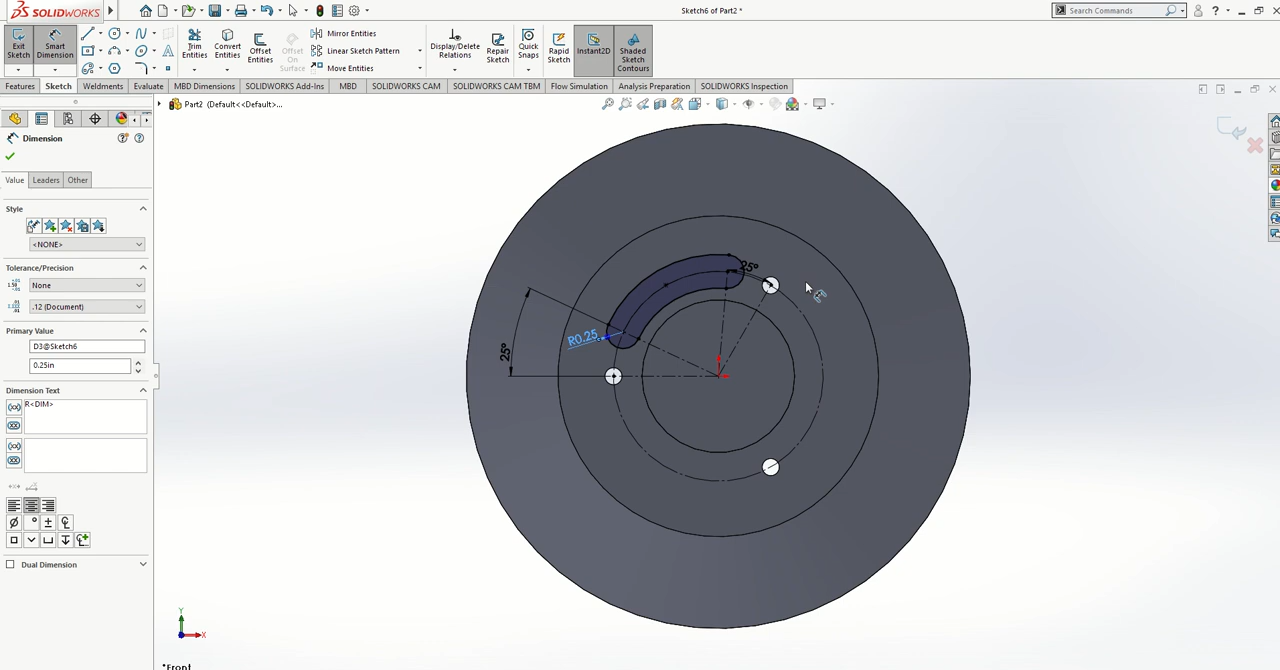 SOLIDWORKS
Sketch6 of Part2 *
Search Commands
Exit Sketch
Smart Dimension
Trim Entities
Convert Entities
Offset Entities
Offset On Surface
Mirror Entities
Linear Sketch Pattern
Move Entities
Display/Delete Relations
Repair Sketch
Quick Snaps
Rapid Sketch
Instant2D
Shaded Sketch Contours
Features
Sketch
Weldments
Evaluate
MBD Dimensions
SOLIDWORKS Add-Ins
MBD
SOLIDWORKS CAM
SOLIDWORKS CAM TBM
Flow Simulation
Analysis Preparation
SOLIDWORKS Inspection
Part2 (Default<<Default>...
Dimension
Value
Leaders
Other
Style
<NONE>
Tolerance/Precision
None
.12 (Document)
Primary Value
D3@Sketch6
0.25in
Dimension Text
R<DIM>
Dual Dimension
25°
R0.25
25°
Y
X
*Front